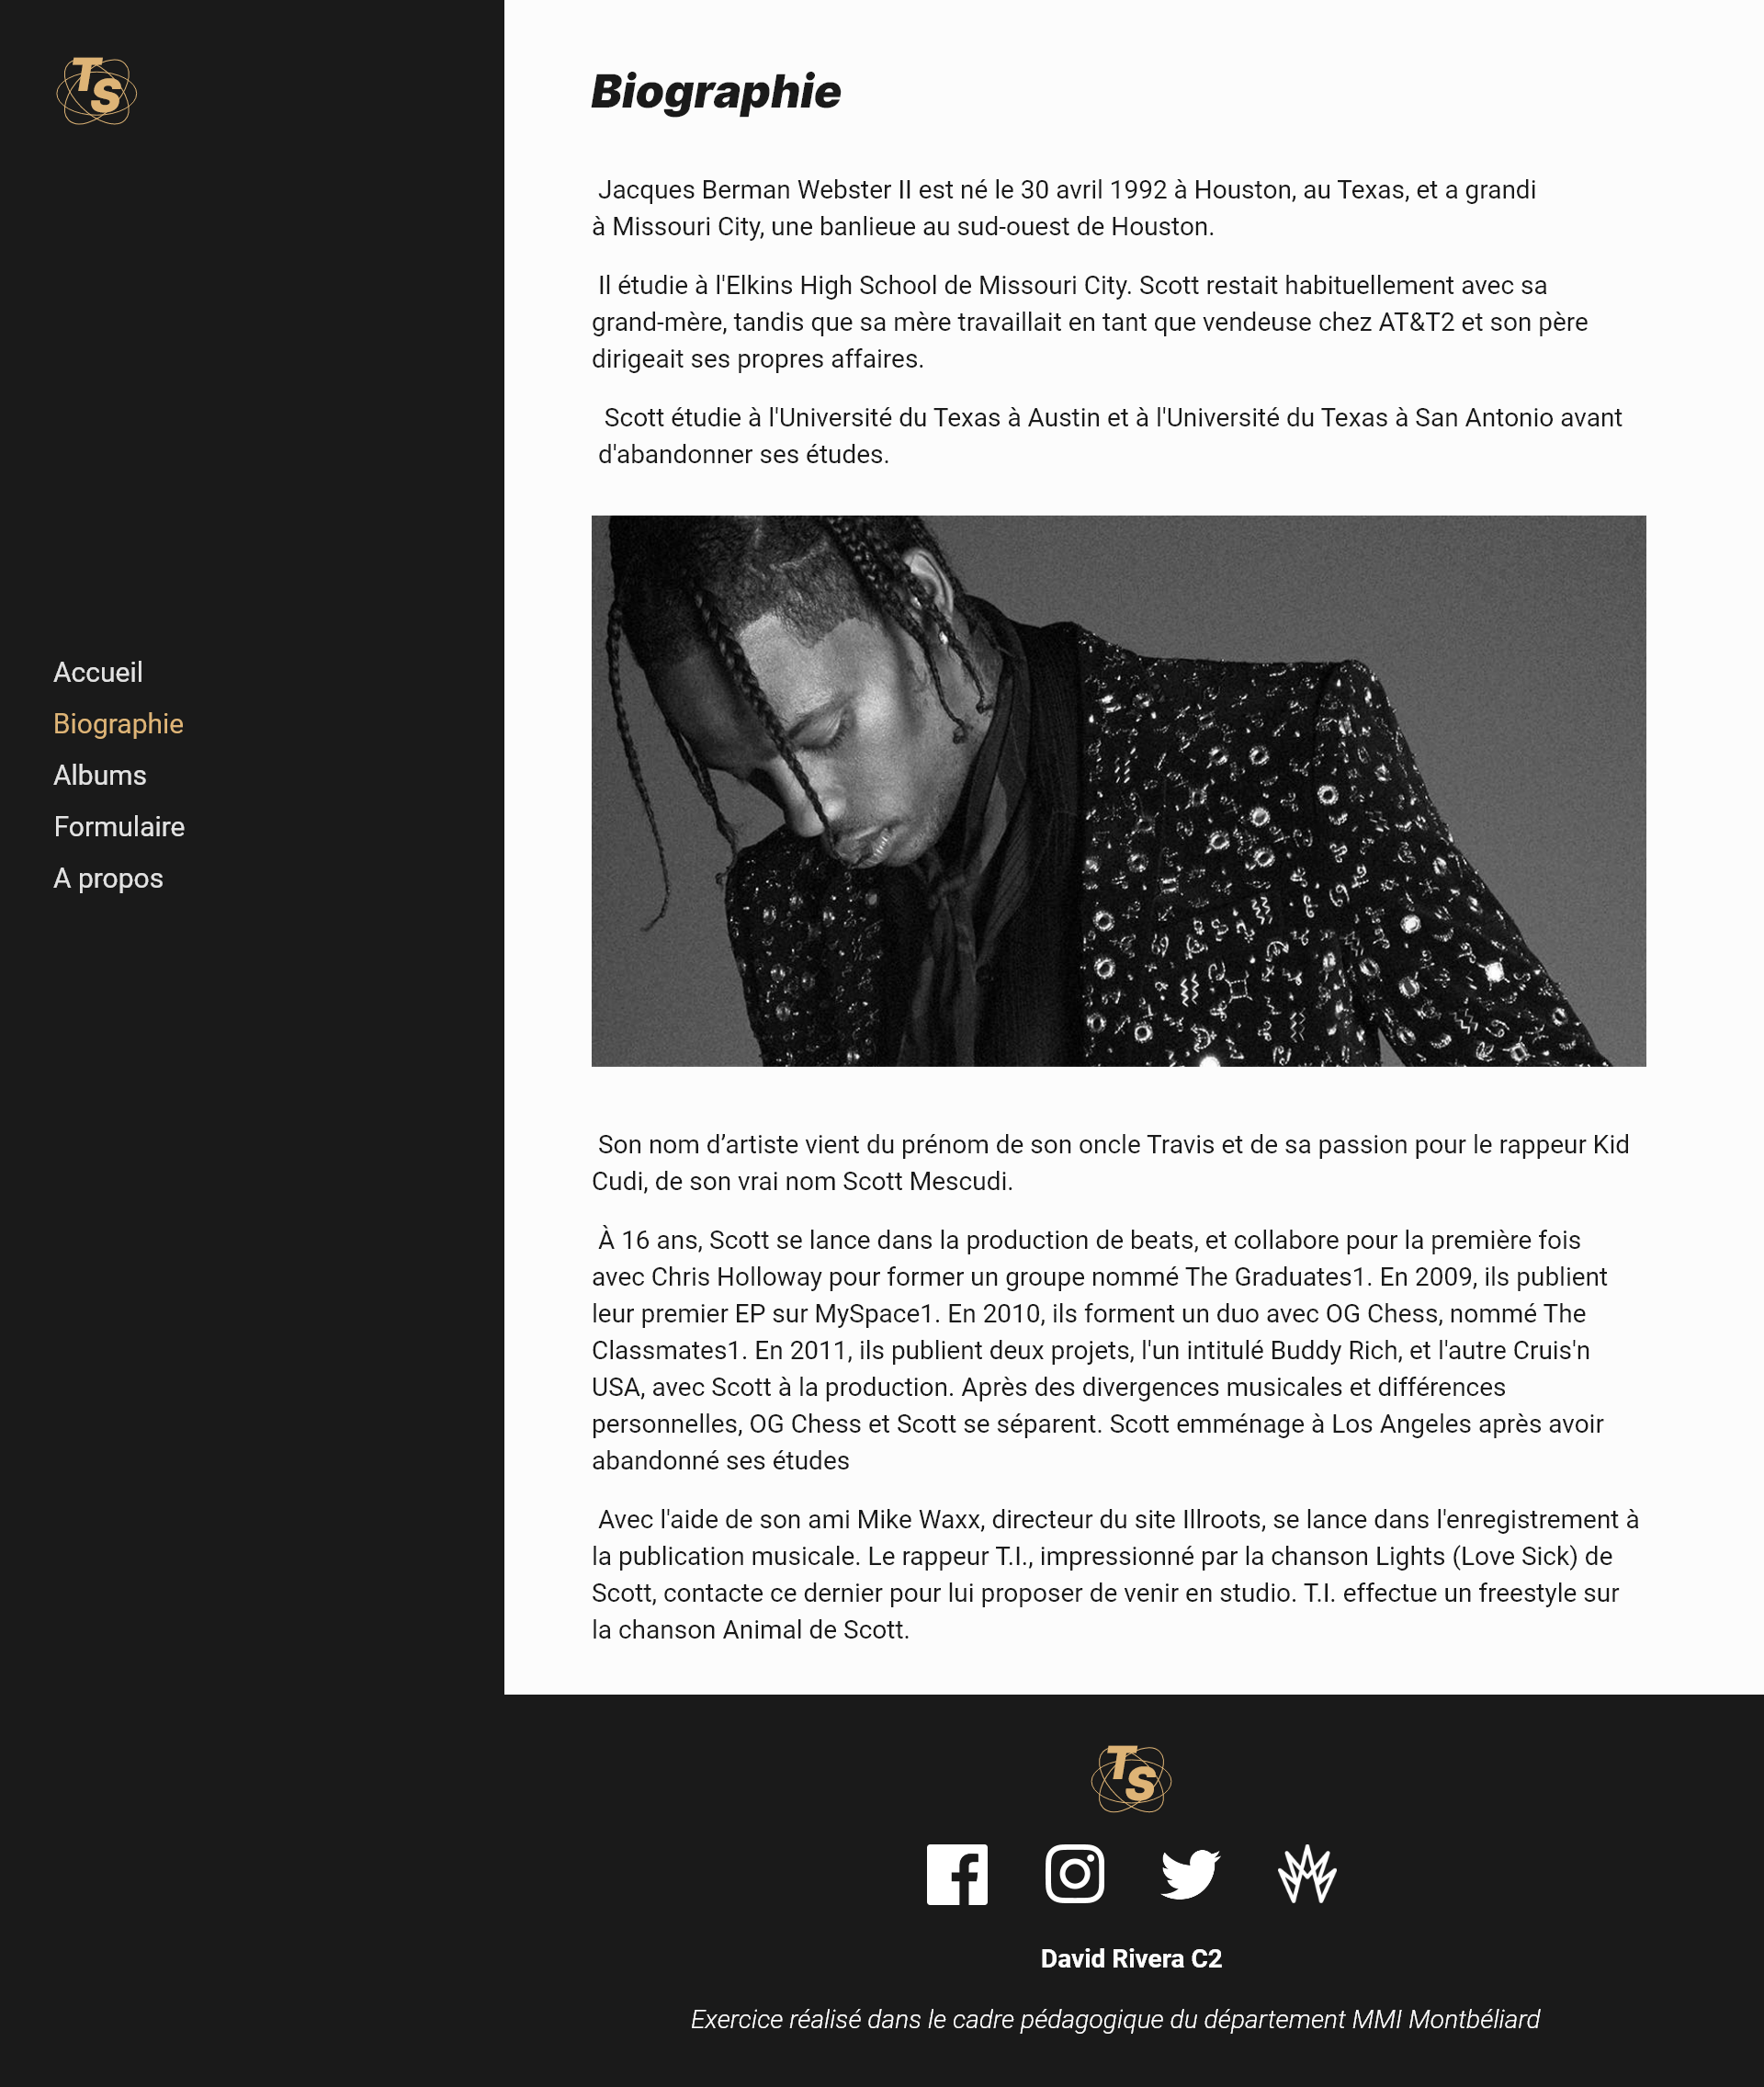 TS
Accueil
Biographie
Albums
Formulaire
A propos
Biographie
Jacques Berman Webster II est né le 30 avril 1992 à Houston, au Texas, et a grandi
à Missouri City, une banlieue au sud-ouest de Houston.
Il étudie à l'Elkins High School de Missouri City. Scott restait habituellement avec sa
grand-mère, tandis que sa mère travaillait en tant que vendeuse chez AT&T2 et son père
dirigeait ses propres affaires.
Scott étudie à l'Université du Texas à Austin et à l'Université du Texas à San Antonio avant
d'abandonner ses études.
Son nom d’artiste vient du prénom de son oncle Travis et de sa passion pour le rappeur Kid
Cudi, de son vrai nom Scott Mescudi.
À 16 ans, Scott se lance dans la production de beats, et collabore pour la première fois
avec Chris Holloway pour former un groupe nommé The Graduates1. En 2009, ils publient
leur premier EP sur MySpace1. En 2010, ils forment un duo avec OG Chess, nommé The
Classmates1. En 2011, ils publient deux projets, l'un intitulé Buddy Rich, et l'autre Cruis'n
USA, avec Scott à la production. Après des divergences musicales et différences
personnelles, OG Chess et Scott se séparent. Scott emménage à Los Angeles après avoir
abandonné ses études
Avec l'aide de son ami Mike Waxx, directeur du site Illroots, se lance dans l'enregistrement à
la publication musicale. Le rappeur T.I., impressionné par la chanson Lights (Love Sick) de
Scott, contacte ce dernier pour lui proposer de venir en studio. T.I. effectue un freestyle sur
la chanson Animal de Scott.
TS
David Rivera C2
Exercice réalisé dans le cadre pédagogique du département MMI Montbéliard